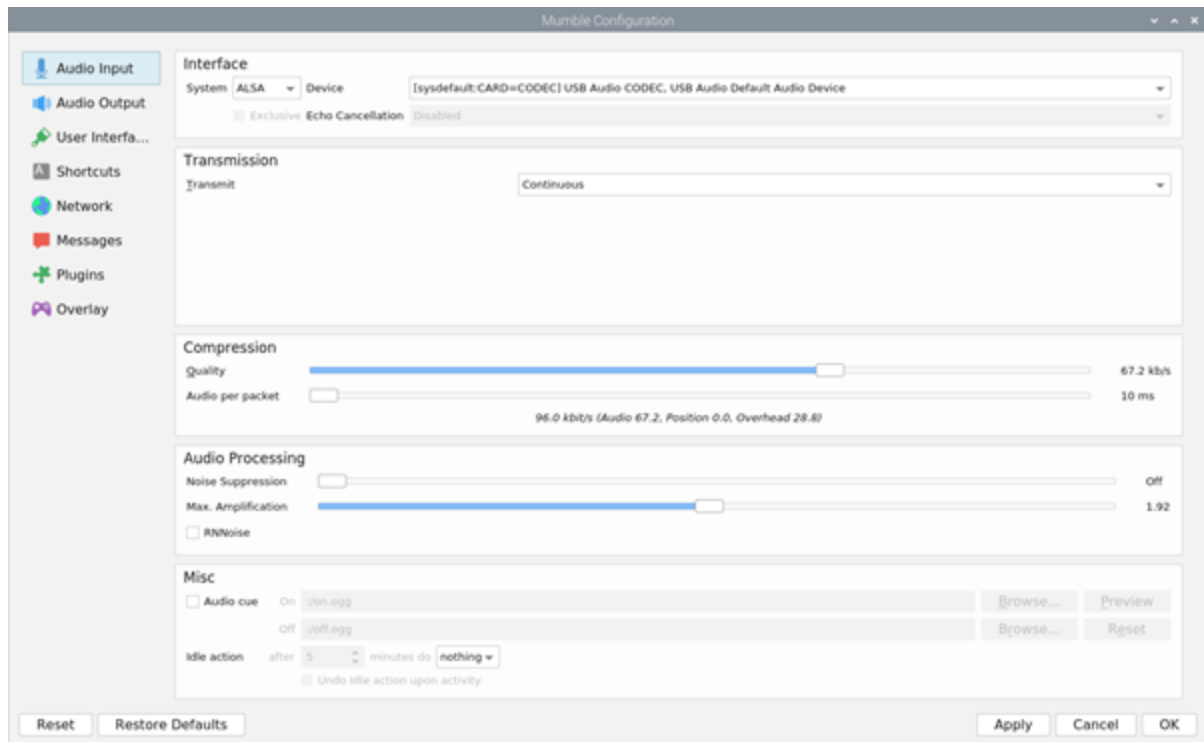 Mumble Configuration
Audio Input
Audio Output
User Interfa...
Shortcuts
Network
Messages
Plugins
Overlay
Interface
System ALSA Device [sysdefault:CARD=CODEC] USB Audio CODEC, USB Audio Default Audio Device
Exclusive Echo Cancellation Disabled
Transmission
Transmit Continuous
Compression
Quality 67.2 kb/s
Audio per packet 10 ms
96.0 kbit/s (Audio 67.2, Position 0.0, Overhead 28.8)
Audio Processing
Noise Suppression Off
Max. Amplification 1.92
RNNoise
Misc
Audio cue On :/on.ogg Browse... Preview
Off :/off.ogg Browse... Reset
Idle action after 5 minutes do nothing
Undo Idle action upon activity
Reset Restore Defaults Apply Cancel OK